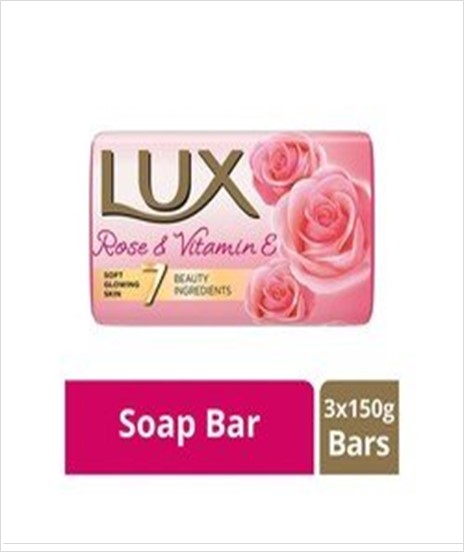 LUX
Rose & Vitamin E
SOFT
GLOWING
SKIN
7
BEAUTY
INGREDIENTS
Soap Bar
3x150g
Bars